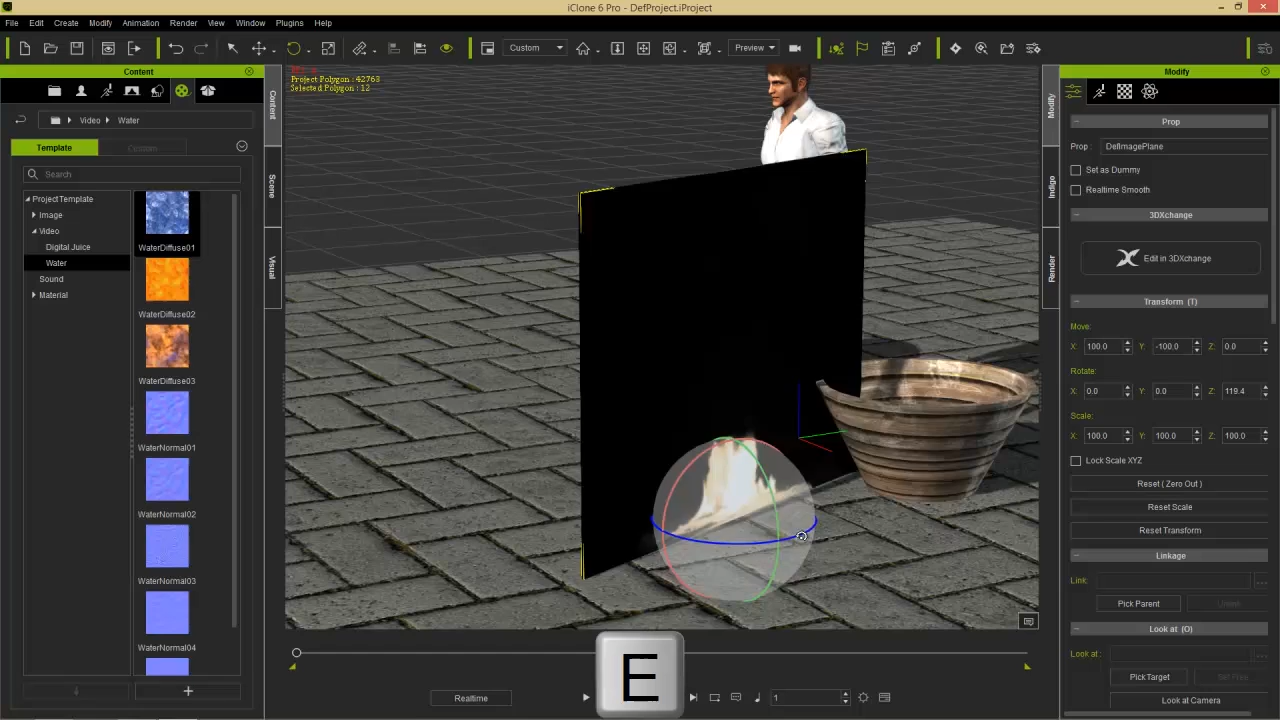 iClone 6 Pro - DefProject.iProject
File Edit Create Modify Animation Render View Window Plugins Help
Custom
Preview
Content
Modify
Video Water
Template Custom
Search
ProjectTemplate
Image
Video
Digital Juice
Water
Sound
Material
WaterDiffuse01
WaterDiffuse02
WaterDiffuse03
WaterNormal01
WaterNormal02
WaterNormal03
WaterNormal04
Content
Scene
Visual
Project Polygon : 42763
Selected Polygon : 12
Modify
Indigo
Render
Prop
Prop : DefImagePlane
Set as Dummy
Realtime Smooth
3DXchange
Edit in 3DXchange
Transform (T)
Move:
X: 100.0 Y: -100.0 Z: 0.0
Rotate:
X: 0.0 Y: 0.0 Z: 119.4
Scale:
X: 100.0 Y: 100.0 Z: 100.0
Lock Scale XYZ
Reset ( Zero Out )
Reset Scale
Reset Transform
Linkage
Link:
Pick Parent Unlink
Look at (O)
Look at :
Pick Target Set Free
Look at Camera
Realtime
E
1